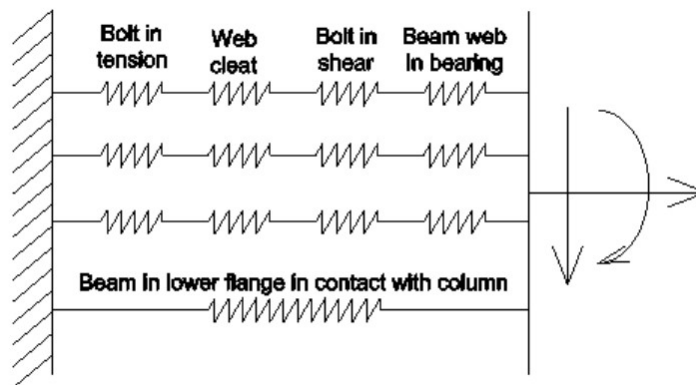 Bolt in
tension
Web
cleat
Bolt in
shear
Beam web
in bearing
Beam in lower flange in contact with column